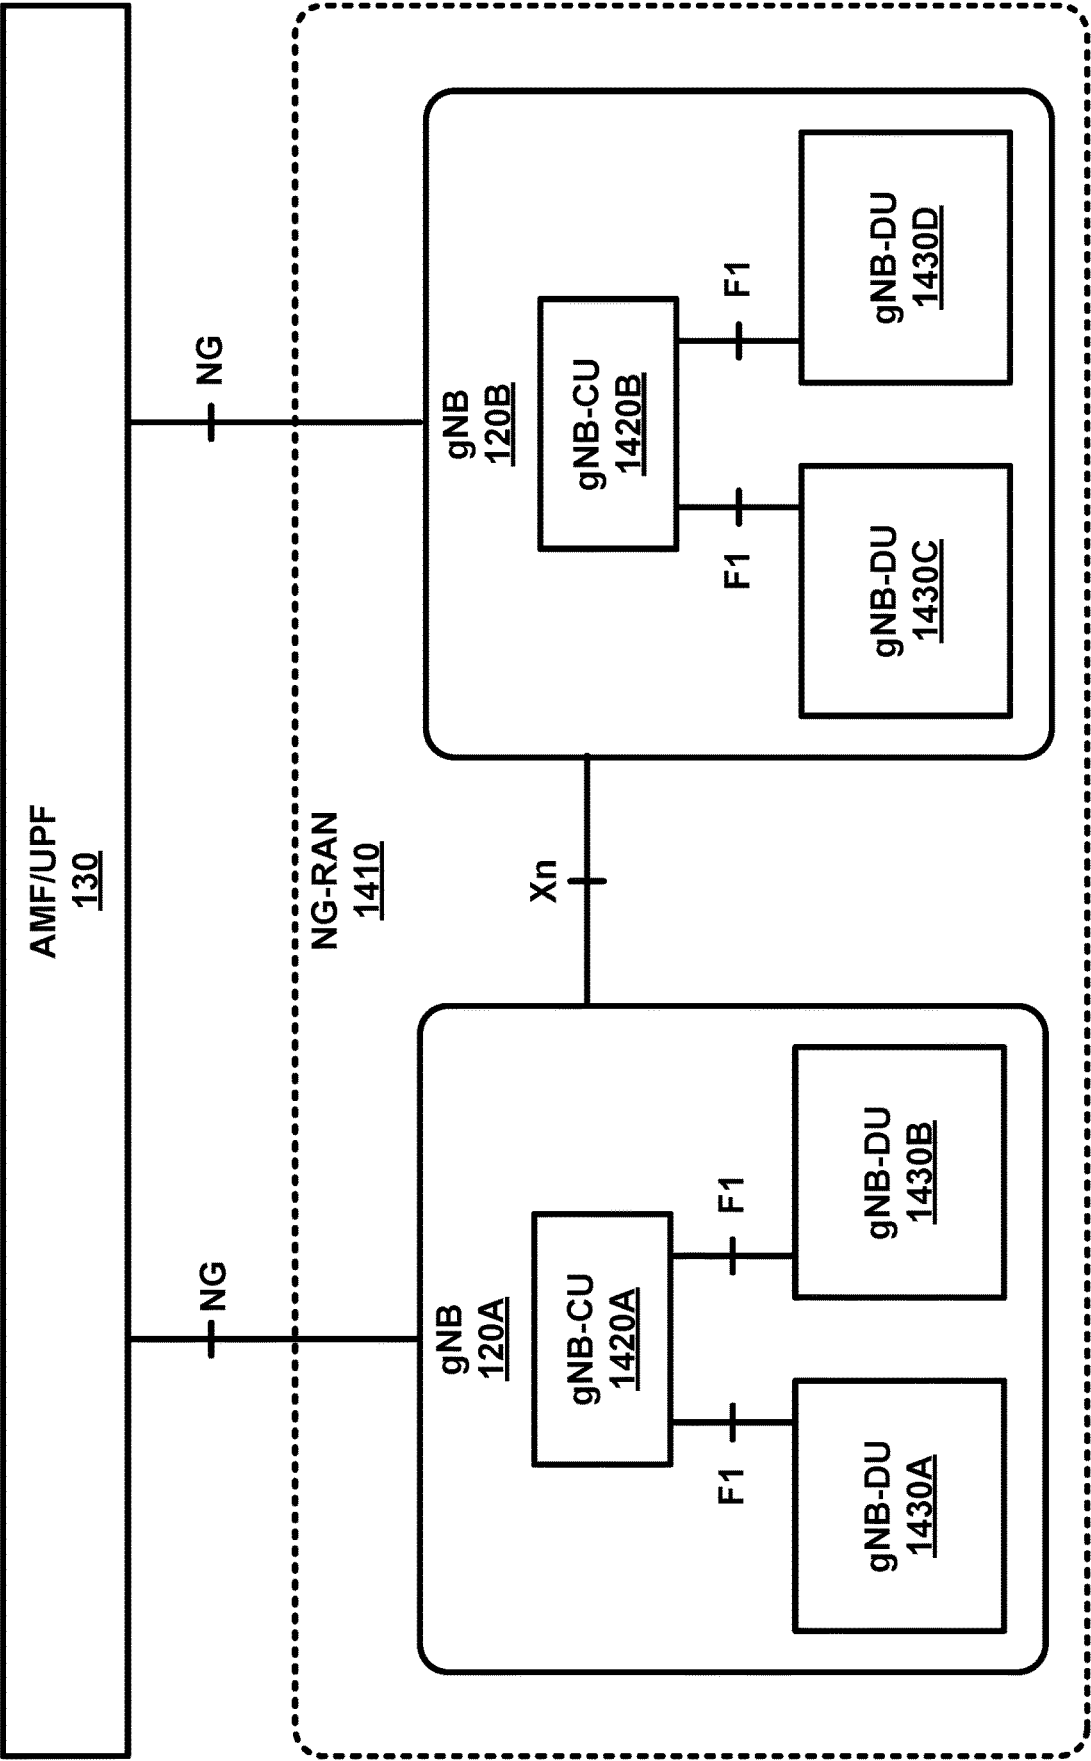 AMF/UPF
130
NG
NG
NG-RAN
1410
gNB
120A
gNB-CU
1420A
F1
F1
gNB-DU
1430A
gNB-DU
1430B
Xn
gNB
120B
gNB-CU
1420B
F1
F1
gNB-DU
1430C
gNB-DU
1430D